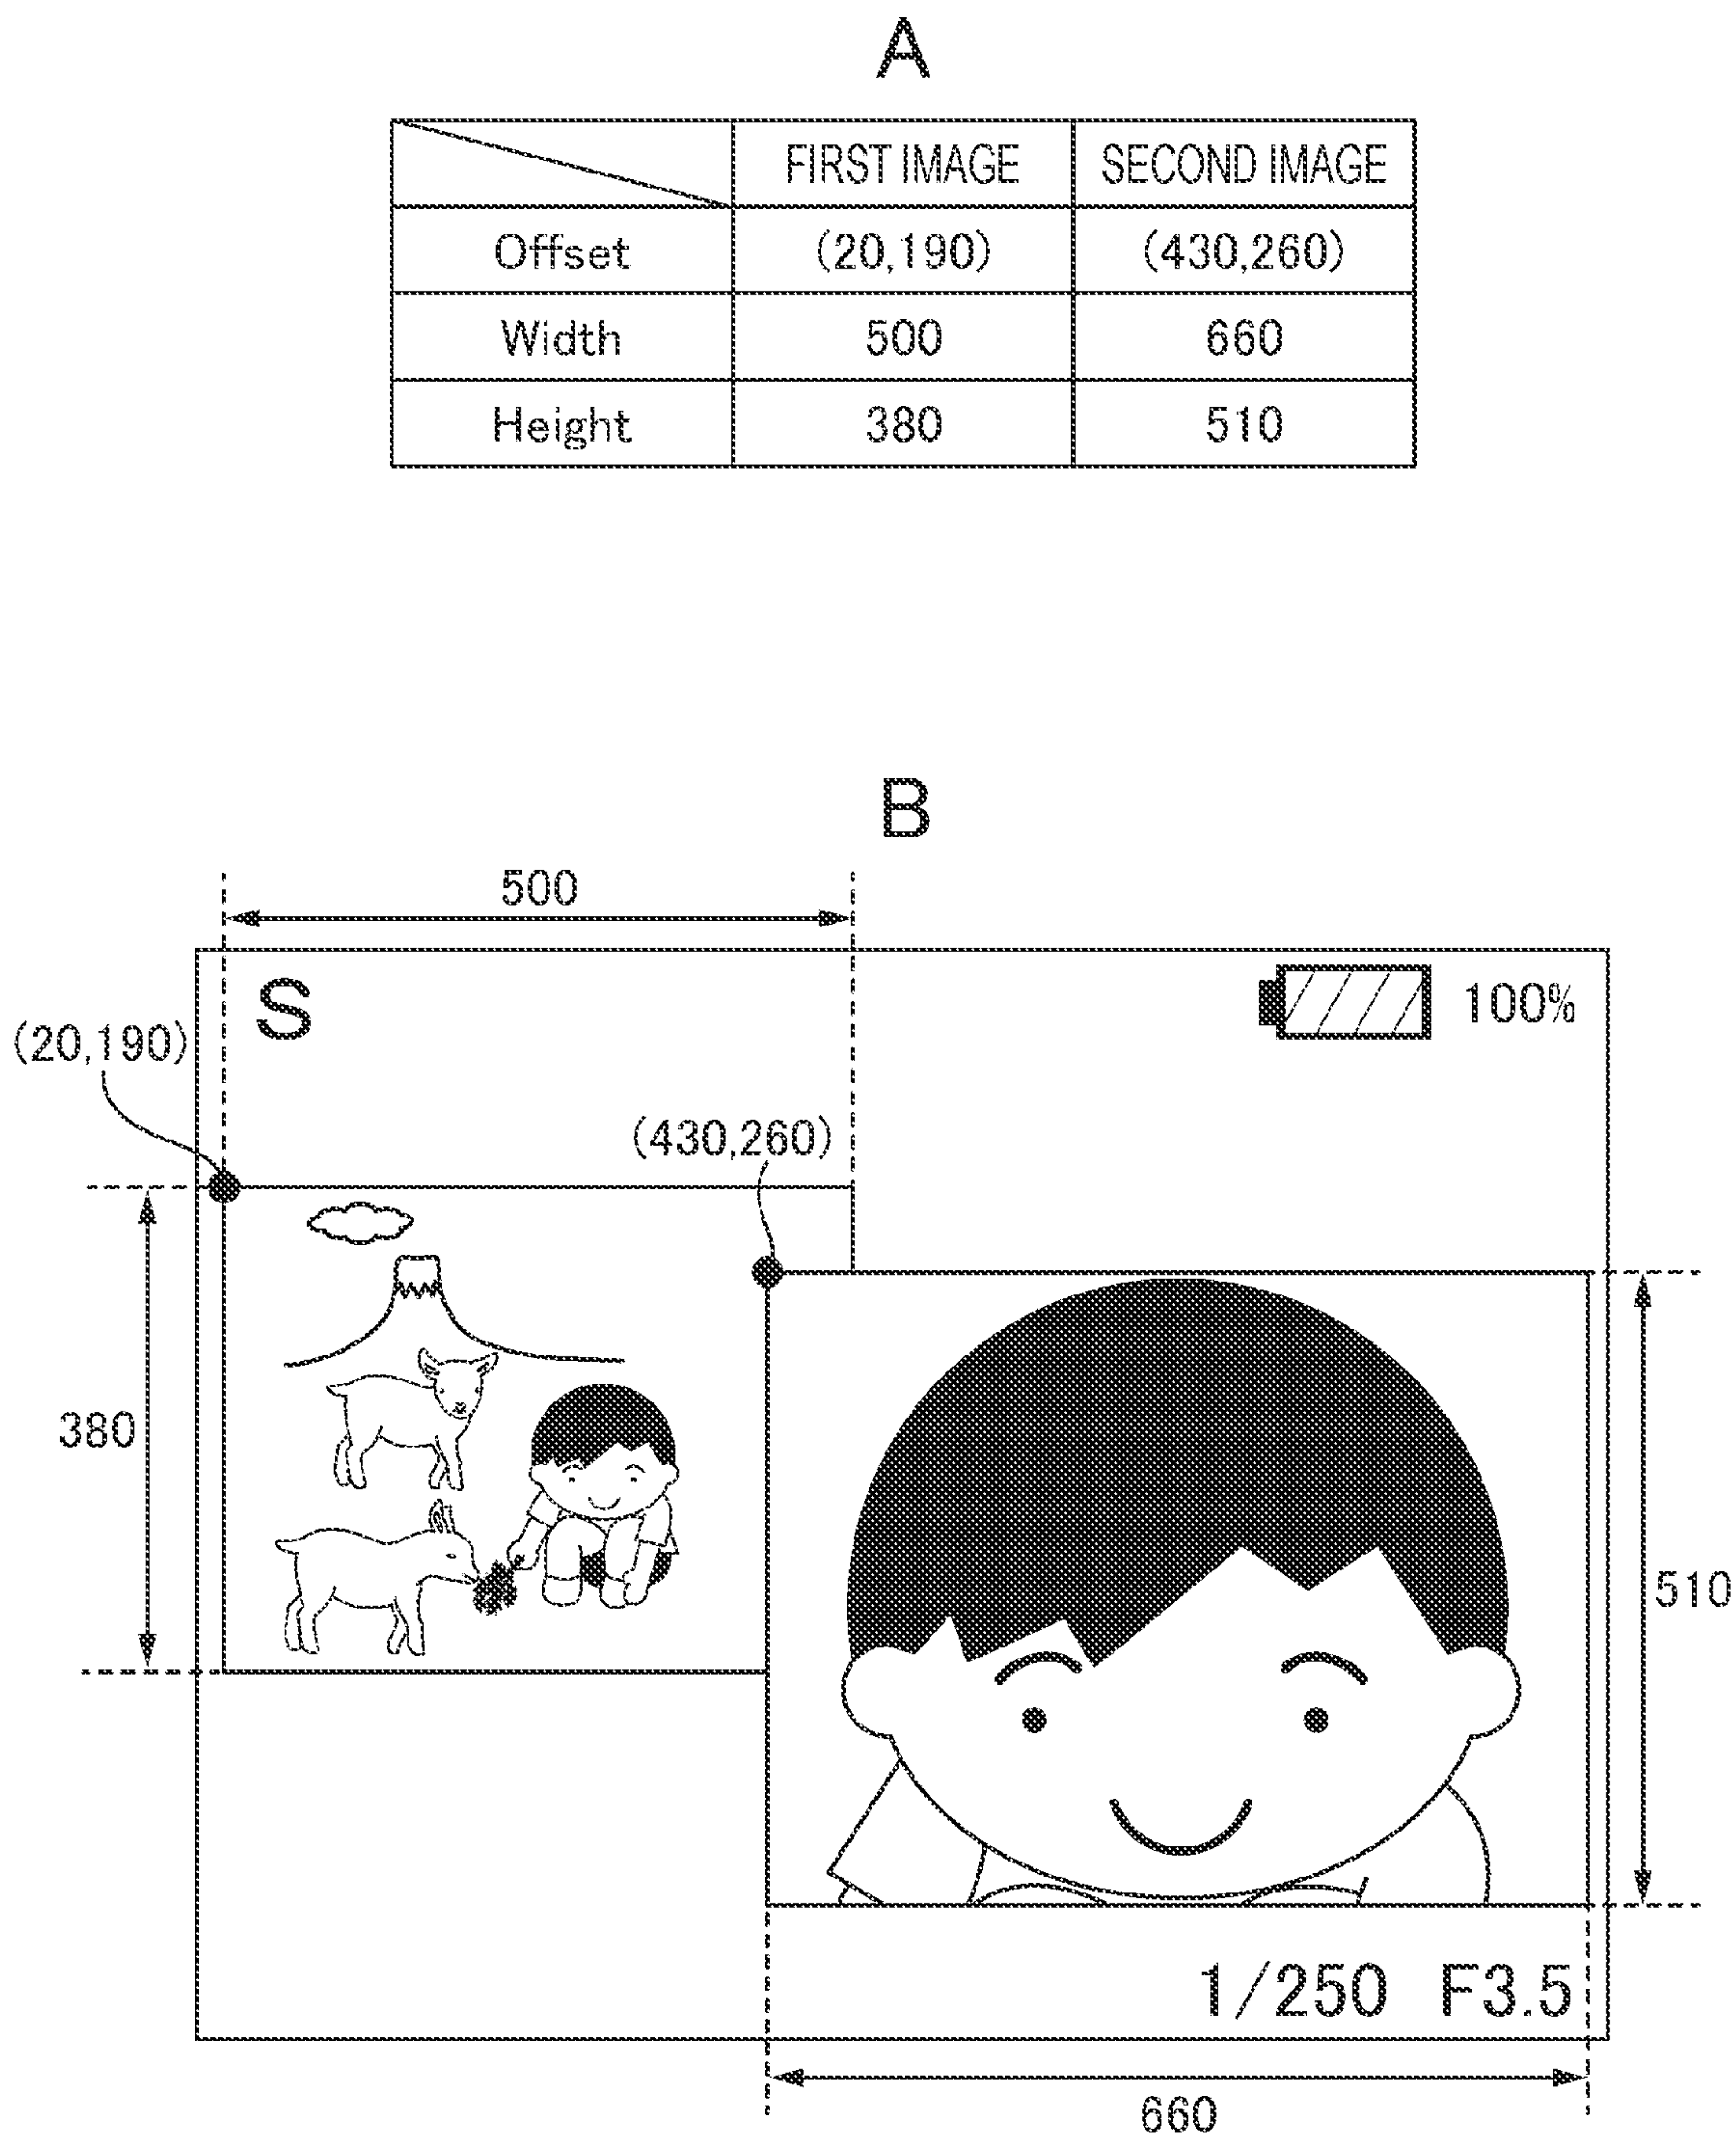 A
FIRST IMAGE SECOND IMAGE
Offset (20,190) (430,260)
Width 500 660
Height 380 510
B
500
S 100%
(20,190)
(430,260)
380
510
1/250 F3.5
660